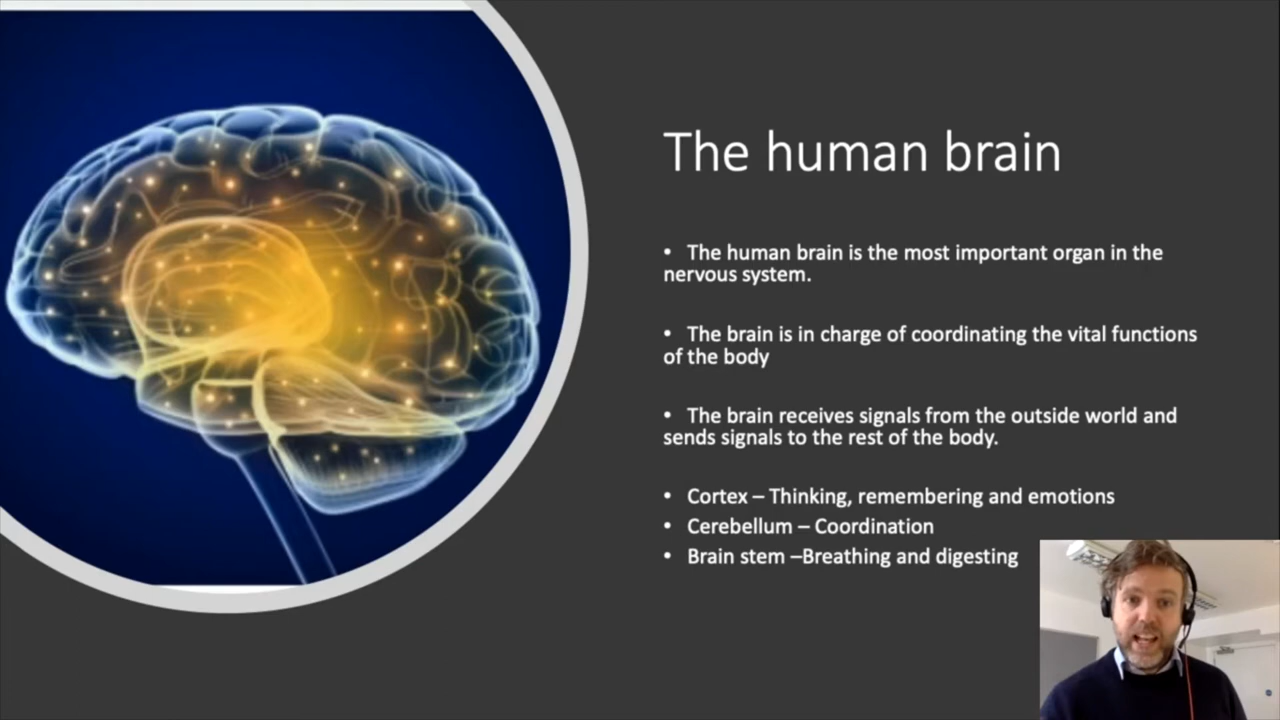 The human brain
• The human brain is the most important organ in the
nervous system.
• The brain is in charge of coordinating the vital functions
of the body
• The brain receives signals from the outside world and
sends signals to the rest of the body.
• Cortex – Thinking, remembering and emotions
• Cerebellum – Coordination
• Brain stem –Breathing and digesting